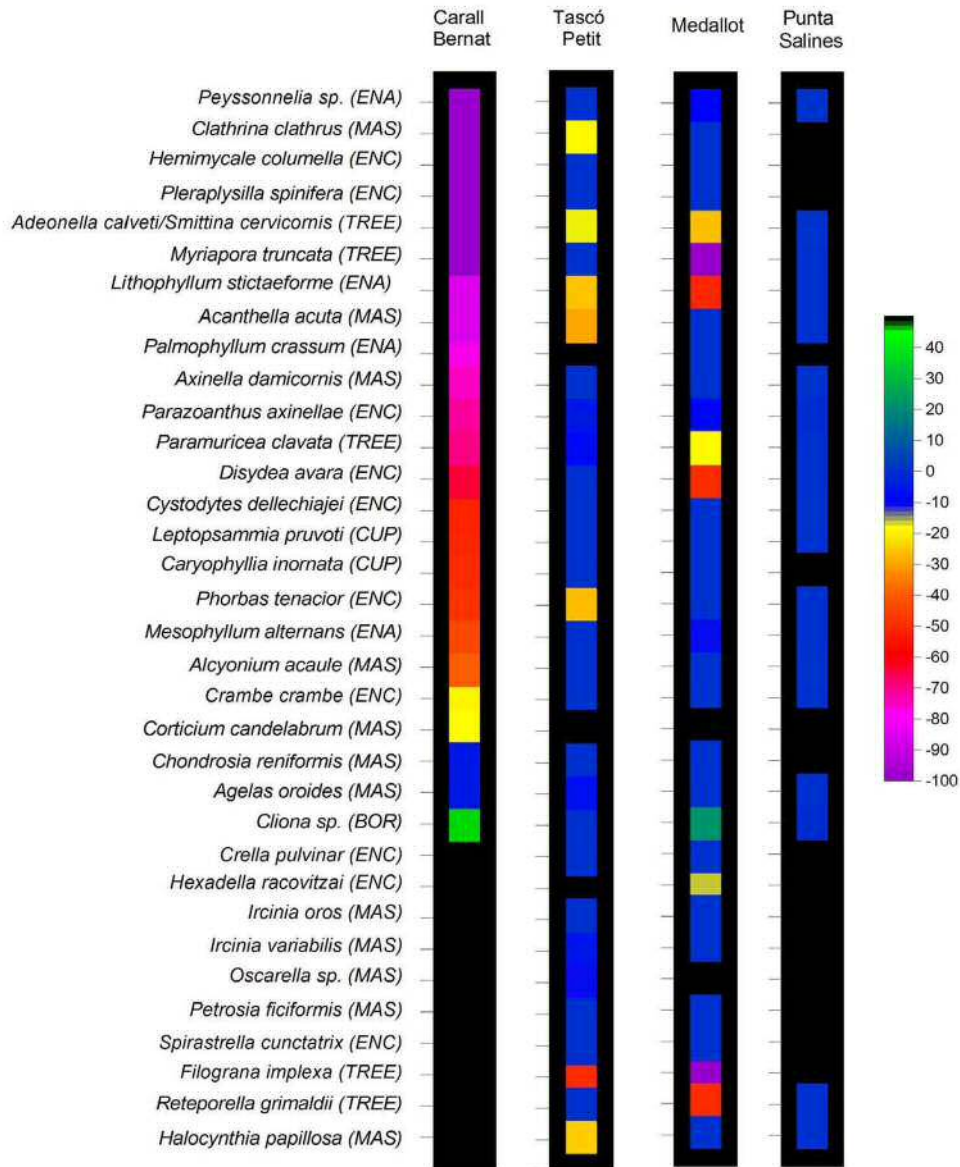 Carall
Bernat
Tascó
Petit
Medallot
Punta
Salines
Peyssonnelia sp. (ENA)
Clathrina clathrus (MAS)
Hemimycale columella (ENC)
Pleraplysilla spinifera (ENC)
Adeonella calveti/Smittina cervicornis (TREE)
Myriapora truncata (TREE)
Lithophyllum stictaeforme (ENA)
Acanthella acuta (MAS)
Palmophyllum crassum (ENA)
Axinella damicornis (MAS)
Parazoanthus axinellae (ENC)
Paramuricea clavata (TREE)
Disydea avara (ENC)
Cystodytes dellechiajei (ENC)
Leptopsammia pruvoti (CUP)
Caryophyllia inornata (CUP)
Phorbas tenacior (ENC)
Mesophyllum alternans (ENA)
Alcyonium acaule (MAS)
Crambe crambe (ENC)
Corticium candelabrum (MAS)
Chondrosia reniformis (MAS)
Agelas oroides (MAS)
Cliona sp. (BOR)
Crella pulvinar (ENC)
Hexadella racovitzai (ENC)
Ircinia oros (MAS)
Ircinia variabilis (MAS)
Oscarella sp. (MAS)
Petrosia ficiformis (MAS)
Spirastrella cunctatrix (ENC)
Filograna implexa (TREE)
Reteporella grimaldii (TREE)
Halocynthia papillosa (MAS)
40
30
20
10
0
-10
-20
-30
-40
-50
-60
-70
-80
-90
-100